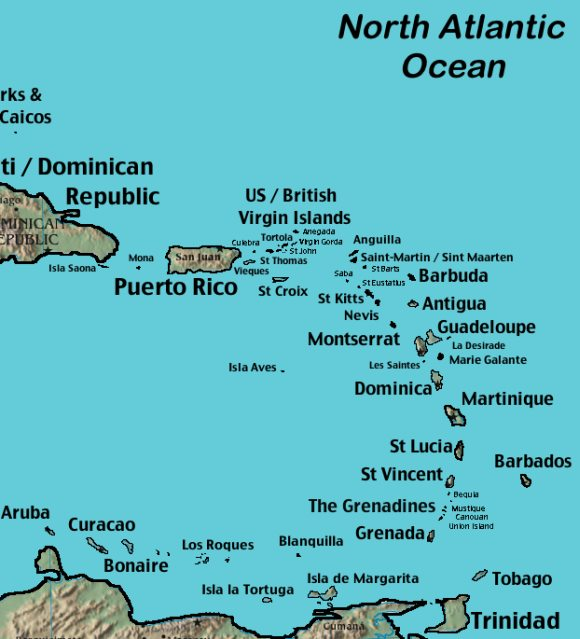 North Atlantic
Ocean
rks &
Caicos
ti / Dominican
Republic
iago
MINICAN
EPUBLIC
Isla Saona
Mona
San Juan
Puerto Rico
US / British
Virgin Islands
Anegada
Tortola
Virgin Gorda
Culebra
St John
St Thomas
Vieques
St Croix
Anguilla
Saint-Martin / Sint Maarten
St Barts
Saba
St Eustatius
Barbuda
St Kitts
Antigua
Nevis
Montserrat
Guadeloupe
La Desirade
Marie Galante
Les Saintes
Isla Aves
Dominica
Martinique
St Lucia
Barbados
St Vincent
Bequia
The Grenadines
Mustique
Canouan
Union Island
Grenada
Aruba
Curacao
Bonaire
Los Roques
Blanquilla
Isla la Tortuga
Isla de Margarita
Tobago
Cumana
Trinidad